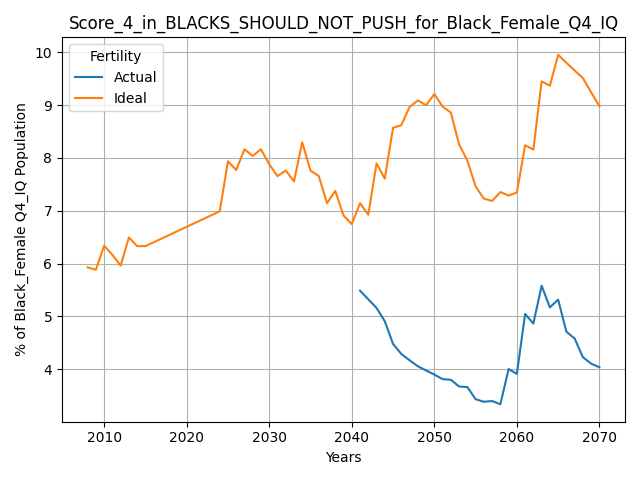 Score_4_in_BLACKS_SHOULD_NOT_PUSH_for_Black_Female_Q4_IQ
Fertility
Actual
Ideal
% of Black_Female Q4_IQ Population
10
9
8
7
6
5
4
2010 2020 2030 2040 2050 2060 2070
Years